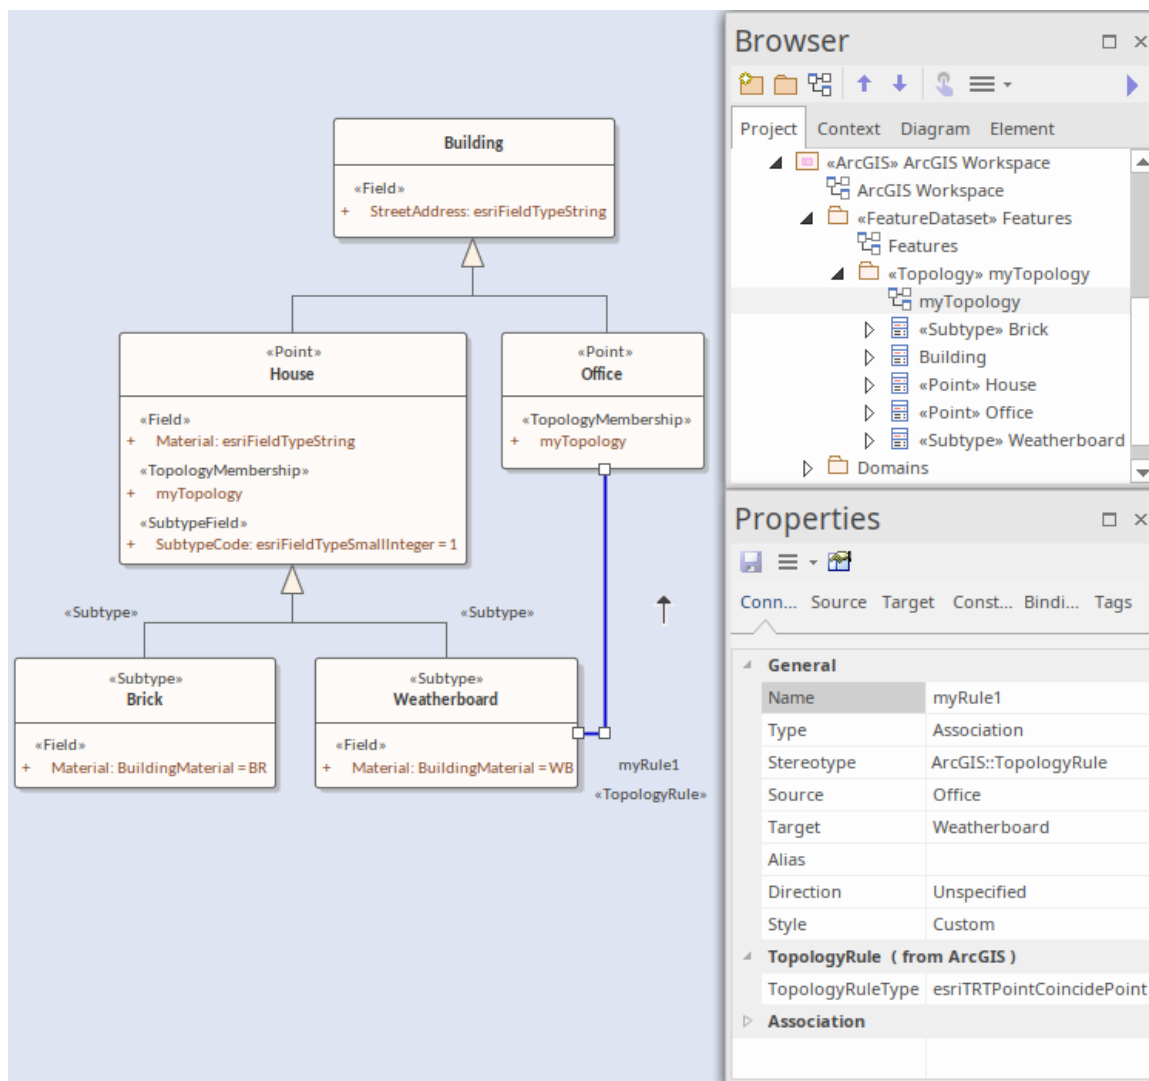 Building
«Field»
+ StreetAddress: esriFieldTypeString
«Point»
House
«Field»
+ Material: esriFieldTypeString
«TopologyMembership»
+ myTopology
«SubtypeField»
+ SubtypeCode: esriFieldTypeSmallInteger = 1
«Point»
Office
«TopologyMembership»
+ myTopology
«Subtype»
«Subtype»
«Subtype»
Brick
«Field»
+ Material: BuildingMaterial = BR
«Subtype»
Weatherboard
«Field»
+ Material: BuildingMaterial = WB
myRule1
«TopologyRule»
Browser
Project Context Diagram Element
«ArcGIS» ArcGIS Workspace
ArcGIS Workspace
«FeatureDataset» Features
Features
«Topology» myTopology
myTopology
«Subtype» Brick
Building
«Point» House
«Point» Office
«Subtype» Weatherboard
Domains
Properties
Conn... Source Target Const... Bindi... Tags
General
Name myRule1
Type Association
Stereotype ArcGIS::TopologyRule
Source Office
Target Weatherboard
Alias
Direction Unspecified
Style Custom
TopologyRule ( from ArcGIS )
TopologyRuleType esriTRTPointCoincidePoint
Association